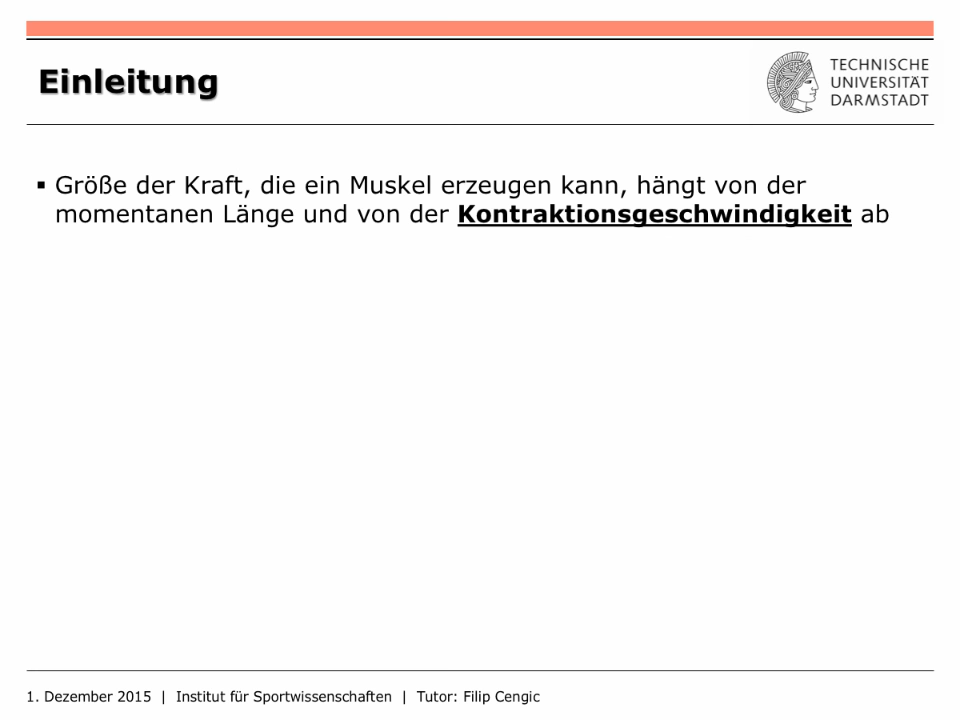 Einleitung
TECHNISCHE
UNIVERSITÄT
DARMSTADT
▪ Größe der Kraft, die ein Muskel erzeugen kann, hängt von der
momentanen Länge und von der Kontraktionsgeschwindigkeit ab
1. Dezember 2015 | Institut für Sportwissenschaften | Tutor: Filip Cengic